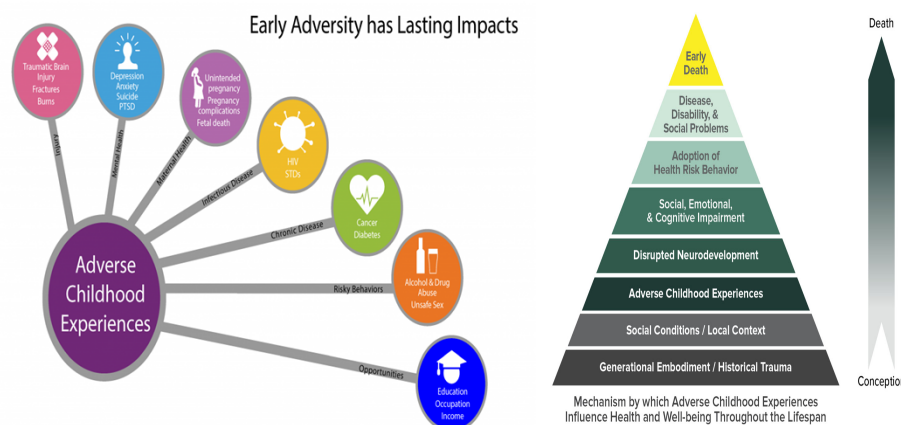 Early Adversity has Lasting Impacts
Traumatic Brain
Injury
Fractures
Burns
Depression
Anxiety
Suicide
PTSD
Unintended
pregnancy
Pregnancy
complications
Fetal death
HIV
STDs
Cancer
Diabetes
Alcohol & Drug
Abuse
Unsafe Sex
Education
Occupation
Income
Injury
Mental Health
Maternal Health
Infectious Disease
Chronic Disease
Risky Behaviors
Opportunities
Adverse
Childhood
Experiences
Early
Death
Disease,
Disability, &
Social Problems
Adoption of
Health Risk Behavior
Social, Emotional,
& Cognitive Impairment
Disrupted Neurodevelopment
Adverse Childhood Experiences
Social Conditions / Local Context
Generational Embodiment / Historical Trauma
Mechanism by which Adverse Childhood Experiences
Influence Health and Well-being Throughout the Lifespan
Death
Conceptio